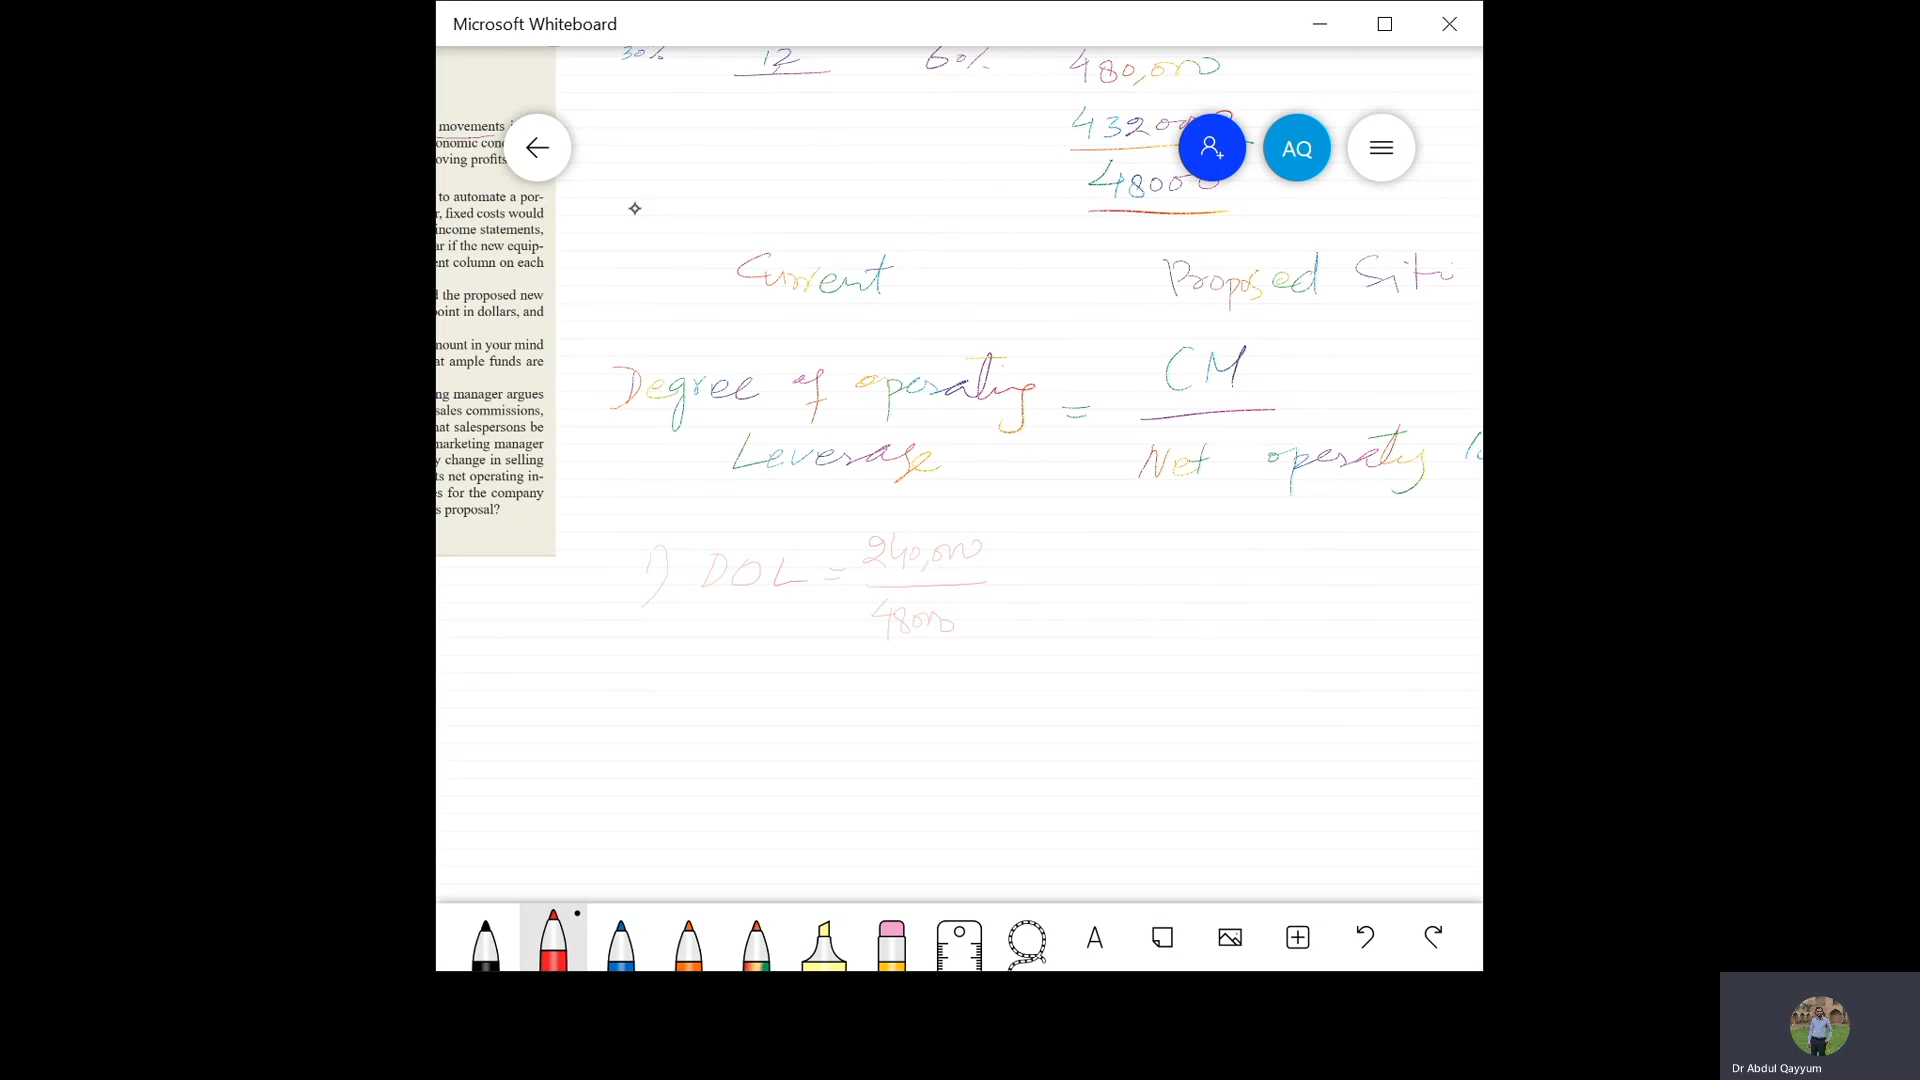 Microsoft Whiteboard
30% 12 60% 480,000
432000
48000
movements
onomic con
oving profits
AQ
to automate a por-
r, fixed costs would
income statements,
ar if the new equip-
ent column on each
Current Proposed Siti
the proposed new
oint in dollars, and
nount in your mind
at ample funds are
Degree of operating = CM
Leverage Net operating
ng manager argues
sales commissions,
hat salespersons be
marketing manager
y change in selling
ts net operating in-
s for the company
s proposal?
1) DOL = 240,000
48000
A
Dr Abdul Qayyum